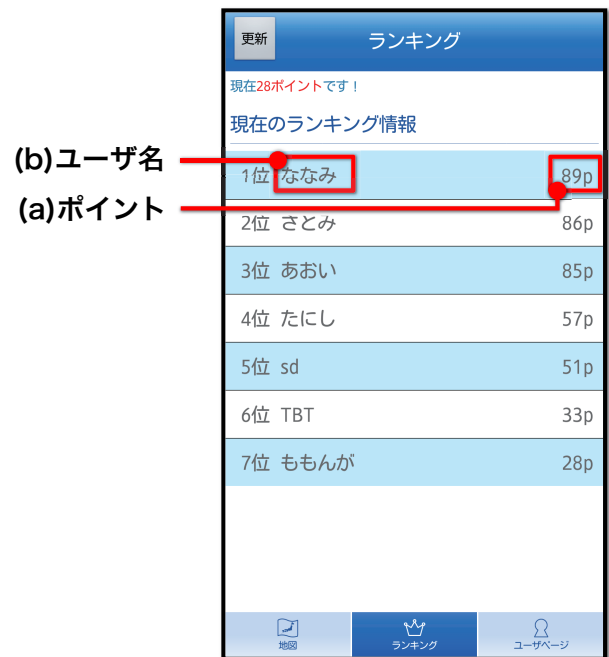 更新
ランキング
現在28ポイントです！
現在のランキング情報
(b)ユーザ名
(a)ポイント
1位 ななみ 89p
2位 さとみ 86p
3位 あおい 85p
4位 たにし 57p
5位 sd 51p
6位 TBT 33p
7位 ももんが 28p
地図 ランキング ユーザページ